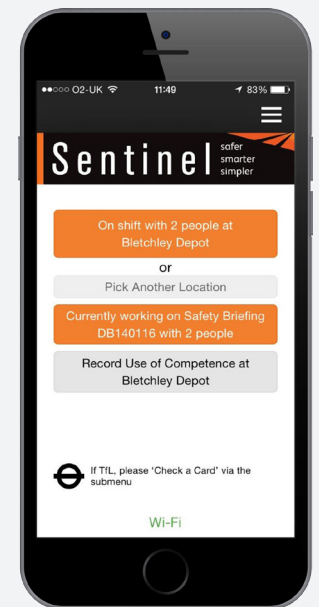 ●●○○○ O2-UK 11:49 83%
Sentinel
safer
smarter
simpler
On shift with 2 people at
Bletchley Depot
or
Pick Another Location
Currently working on Safety Briefing
DB140116 with 2 people
Record Use of Competence at
Bletchley Depot
If TfL, please 'Check a Card' via the
submenu
Wi-Fi